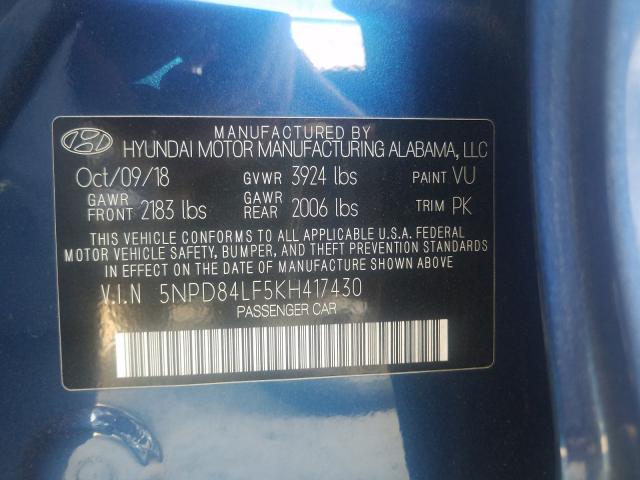 MANUFACTURED BY
HYUNDAI MOTOR MANUFACTURING ALABAMA, LLC
Oct/09/18 GVWR 3924 lbs PAINT VU
GAWR FRONT 2183 lbs GAWR REAR 2006 lbs TRIM PK
THIS VEHICLE CONFORMS TO ALL APPLICABLE U.S.A. FEDERAL
MOTOR VEHICLE SAFETY, BUMPER, AND THEFT PREVENTION STANDARDS
IN EFFECT ON THE DATE OF MANUFACTURE SHOWN ABOVE
V.I.N 5NPD84LF5KH417430
PASSENGER CAR